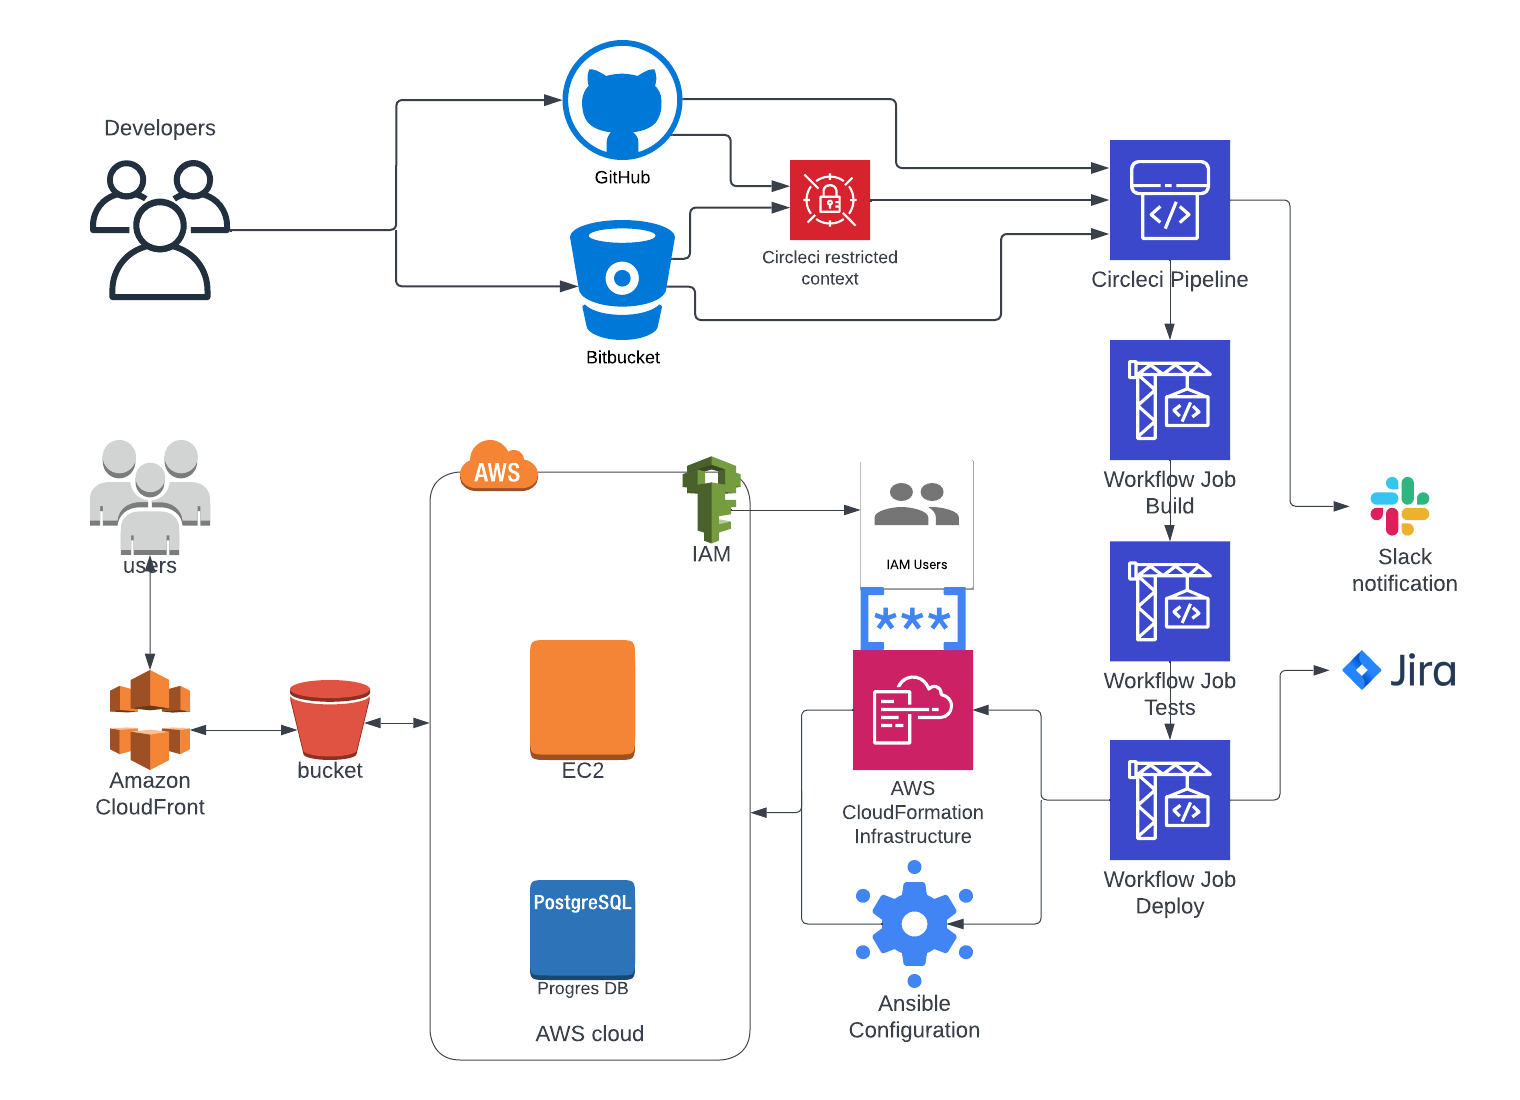 Developers
GitHub
Circleci restricted
context
Circleci Pipeline
Bitbucket
Workflow Job
Build
users
AWS
IAM
IAM Users
***
Slack
notification
Workflow Job
Tests
Jira
Amazon
CloudFront
bucket
EC2
AWS
CloudFormation
Infrastructure
Workflow Job
Deploy
PostgreSQL
Progres DB
AWS cloud
Ansible
Configuration